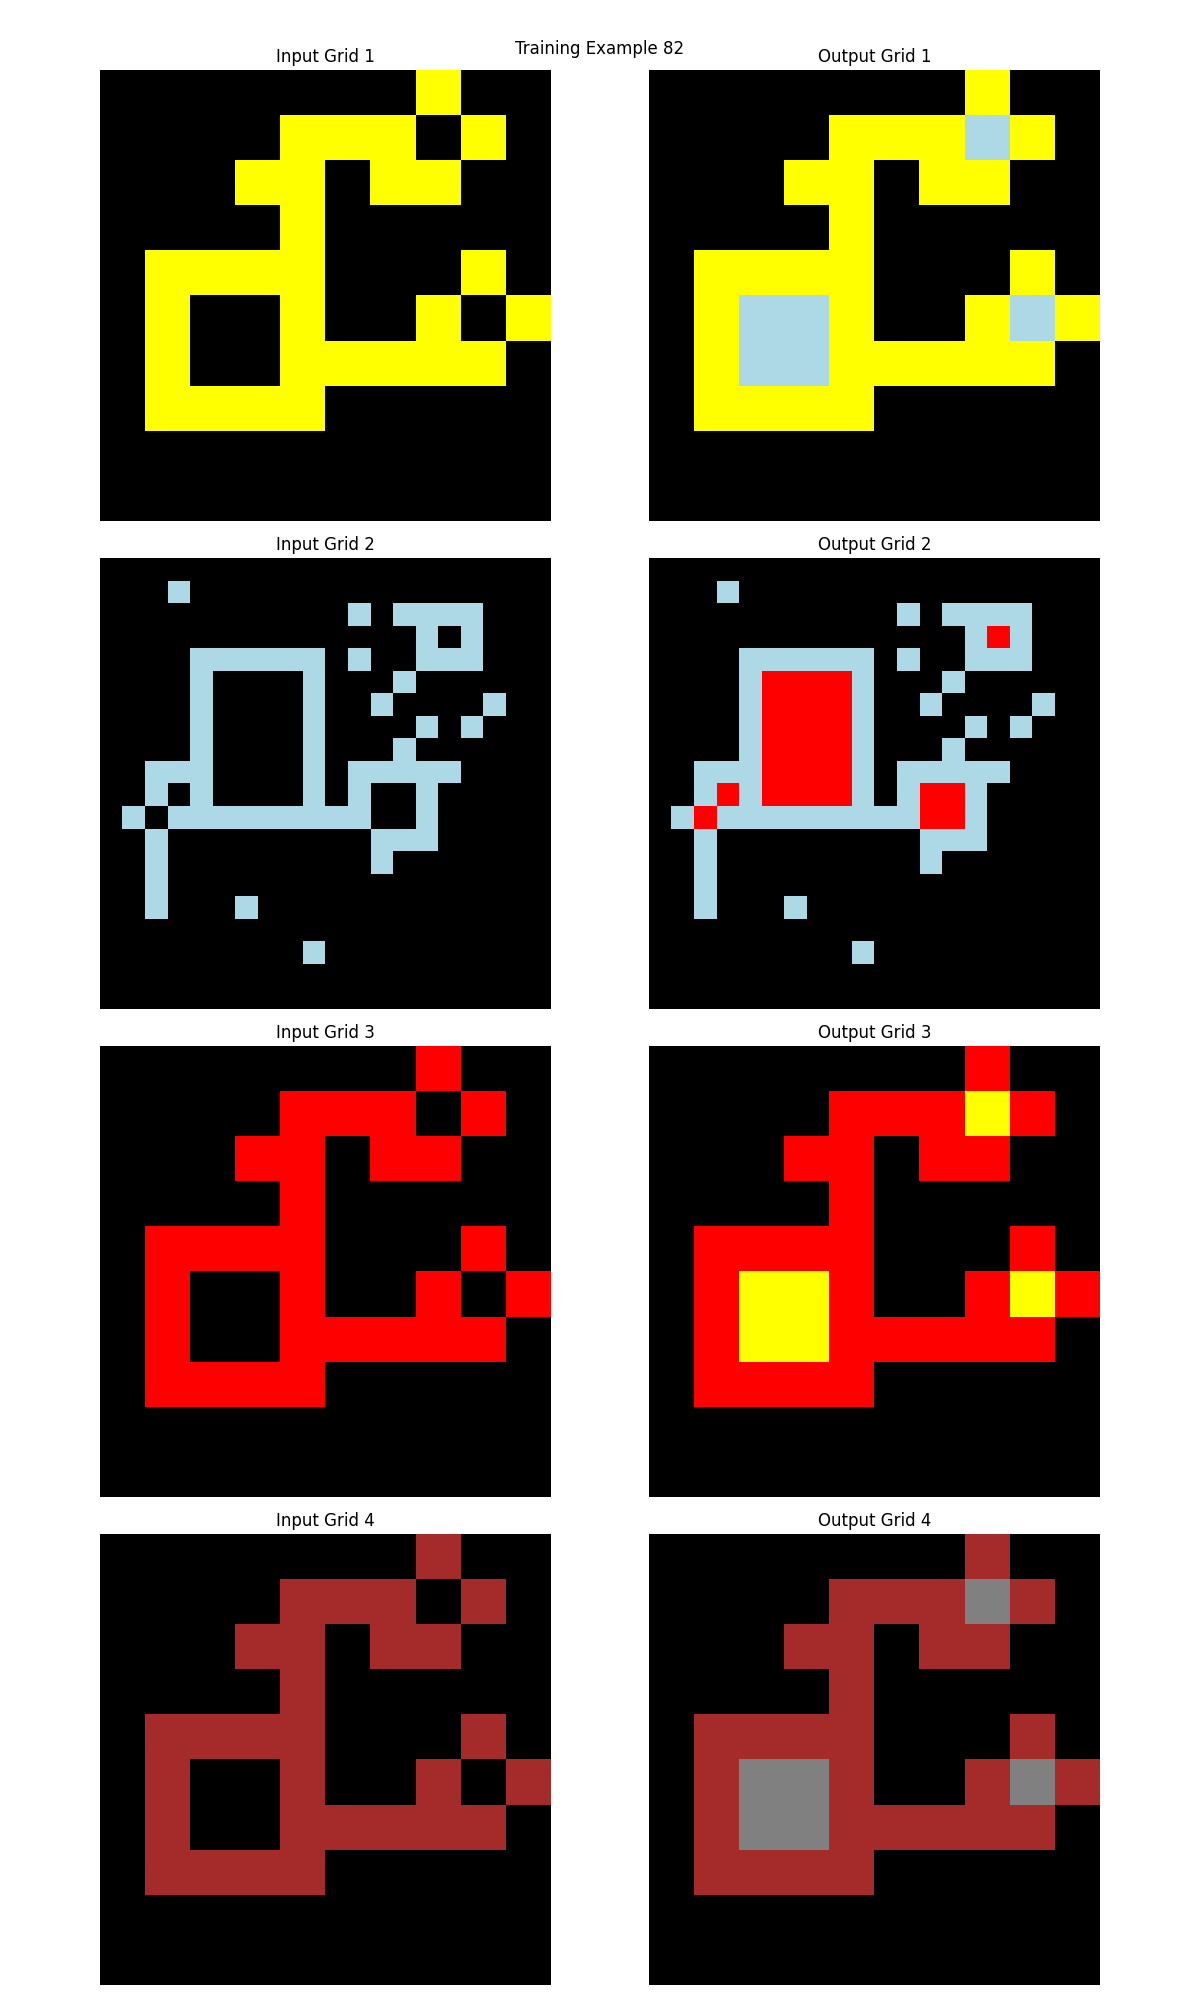 Training Example 82
Input Grid 1
Output Grid 1
Input Grid 2
Output Grid 2
Input Grid 3
Output Grid 3
Input Grid 4
Output Grid 4